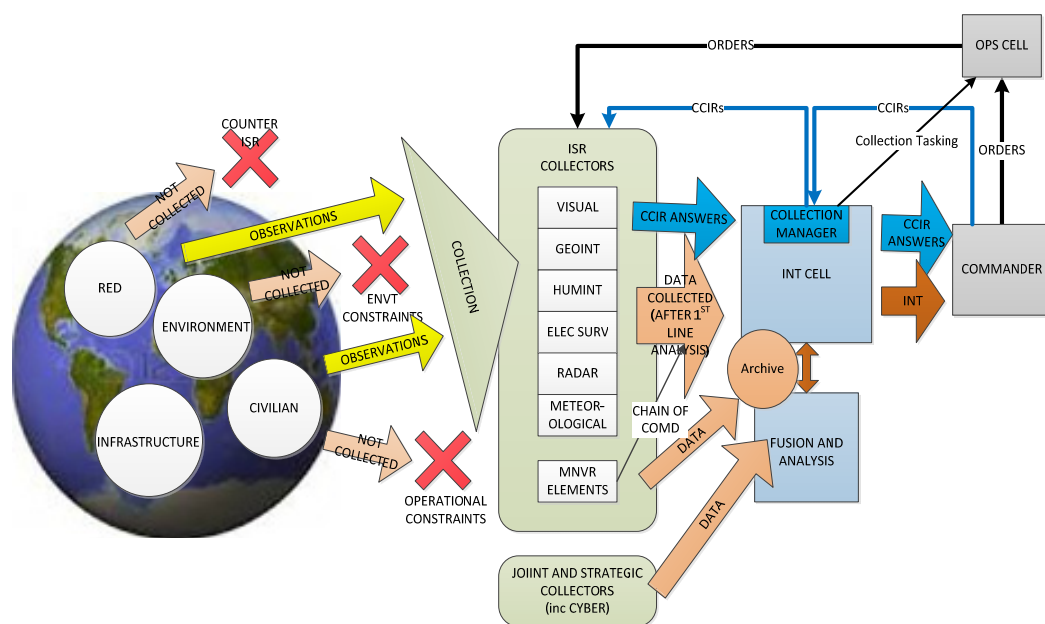 OPS CELL
ORDERS
CCIRs
CCIRs
Collection Tasking
ORDERS
COUNTER
ISR
NOT
COLLECTED
OBSERVATIONS
NOT
COLLECTED
ENVT
CONSTRAINTS
OBSERVATIONS
NOT
COLLECTED
OPERATIONAL
CONSTRAINTS
RED
ENVIRONMENT
CIVILIAN
INFRASTRUCTURE
COLLECTION
ISR
COLLECTORS
VISUAL
GEOINT
HUMINT
ELEC SURV
RADAR
METEOR-
OLOGICAL
MNVR
ELEMENTS
JOIINT AND STRATEGIC
COLLECTORS
(inc CYBER)
CCIR ANSWERS
DATA
COLLECTED
(AFTER 1ST
LINE
ANALYSIS)
CHAIN OF
COMD
DATA
DATA
COLLECTION
MANAGER
INT CELL
Archive
FUSION AND
ANALYSIS
CCIR
ANSWERS
INT
COMMANDER